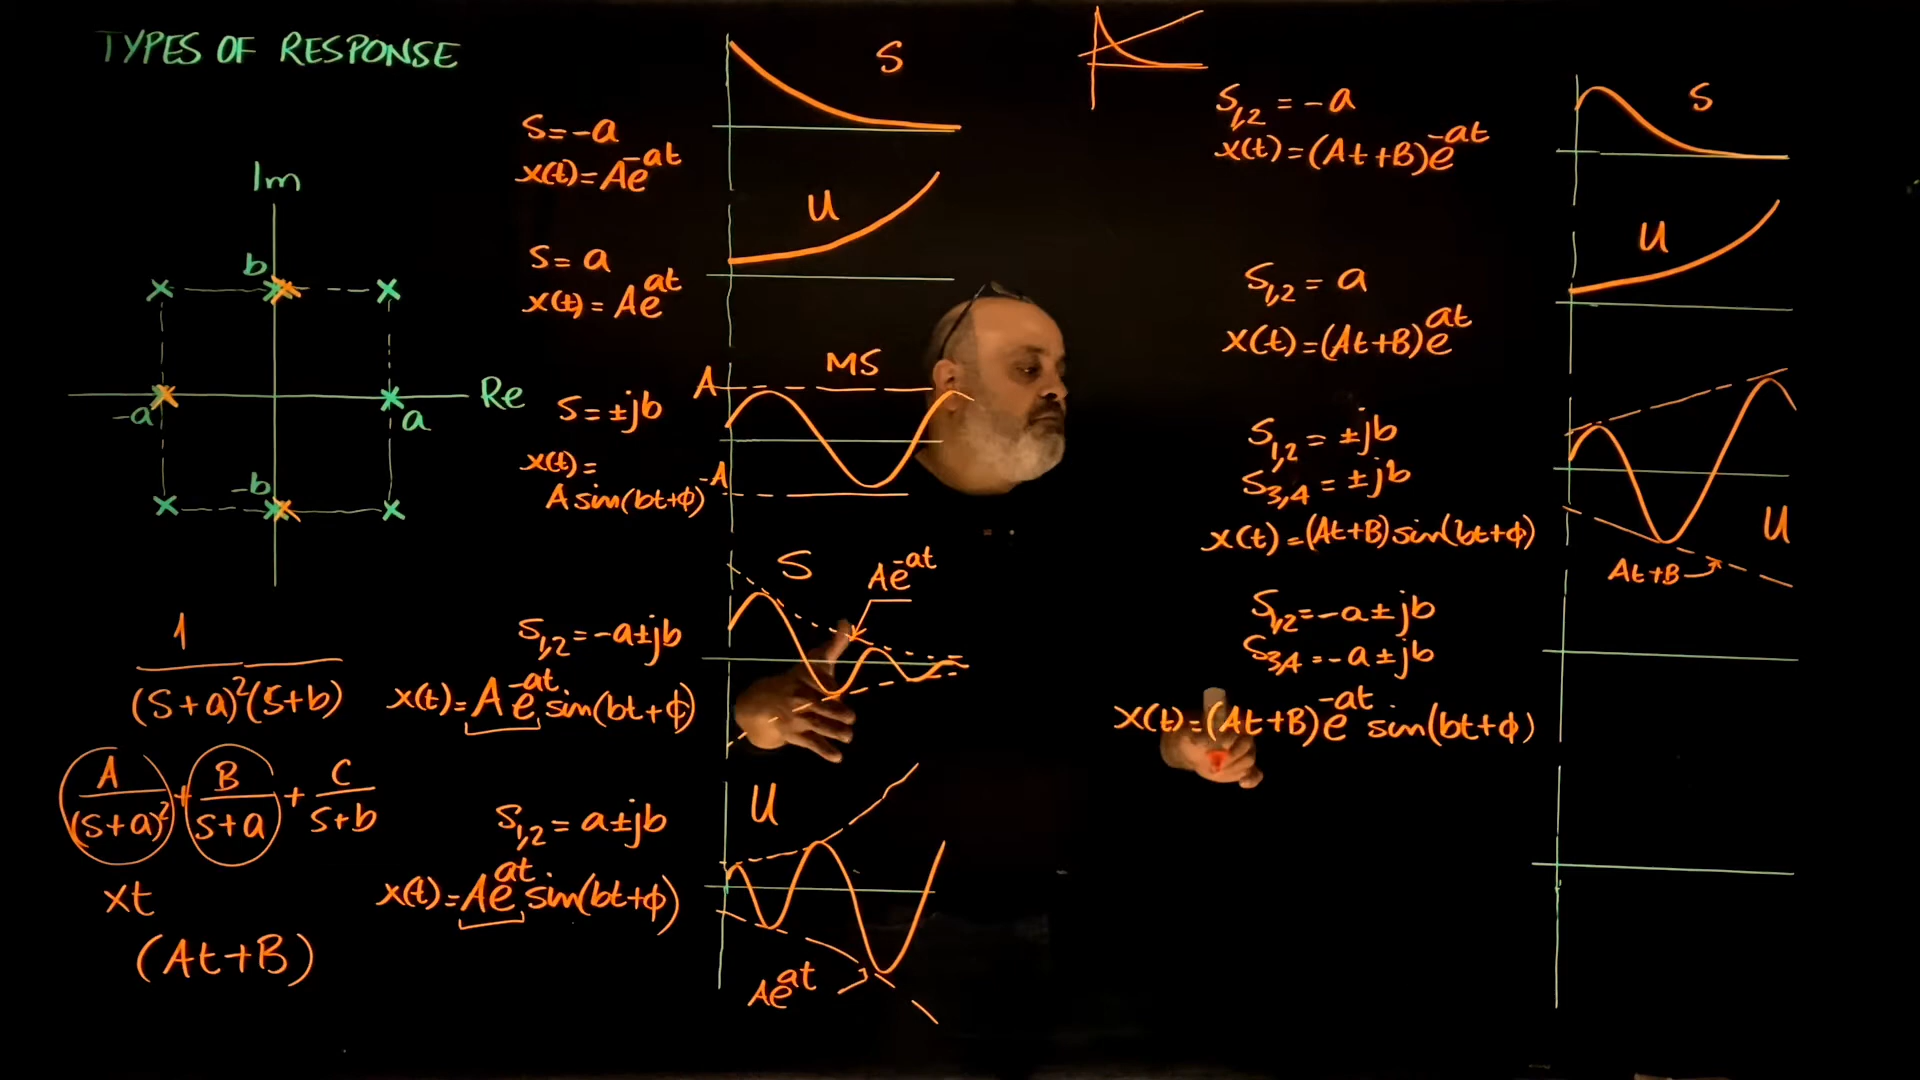 TYPES OF RESPONSE
Im
b
-a
a
Re
-b
1
(S+a)²(S+b)
A/(S+a)² + B/(S+a) + C/(S+b)
xt
(At+B)
S=-a
x(t)=Ae^-at
S
S=a
x(t)=Ae^at
U
S=±jb
x(t)=
A sin(bt+ϕ)
A
MS
-A
S1,2=-a±jb
x(t)=Ae^-at sin(bt+ϕ)
S
Ae^-at
S1,2=a±jb
x(t)=Ae^at sin(bt+ϕ)
U
Ae^at
S1,2=-a
x(t)=(At+B)e^-at
S
S1,2=a
x(t)=(At+B)e^at
U
S1,2=±jb
S3,4=±jb
x(t)=(At+B)sin(bt+ϕ)
U
At+B
S1,2=-a±jb
S3,4=-a±jb
x(t)=(At+B)e^-at sin(bt+ϕ)